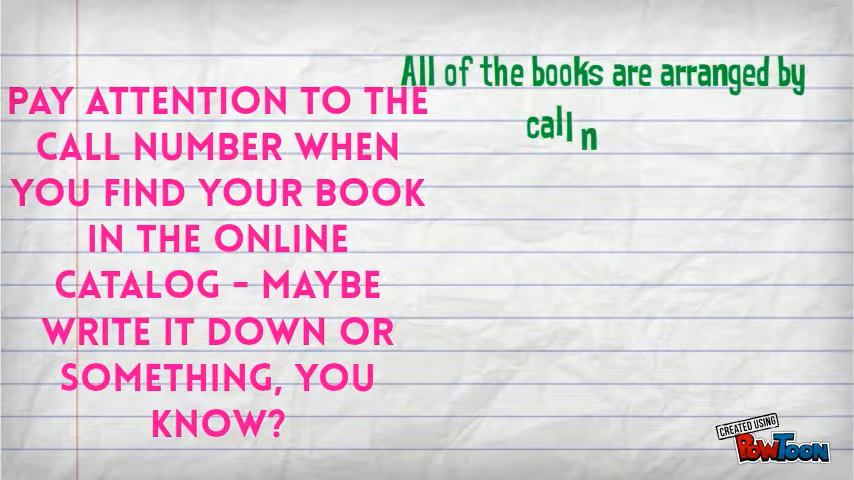 PAY ATTENTION TO THE
CALL NUMBER WHEN
YOU FIND YOUR BOOK
IN THE ONLINE
CATALOG - MAYBE
WRITE IT DOWN OR
SOMETHING, YOU
KNOW?
All of the books are arranged by
call n
CREATED USING
POWTOON